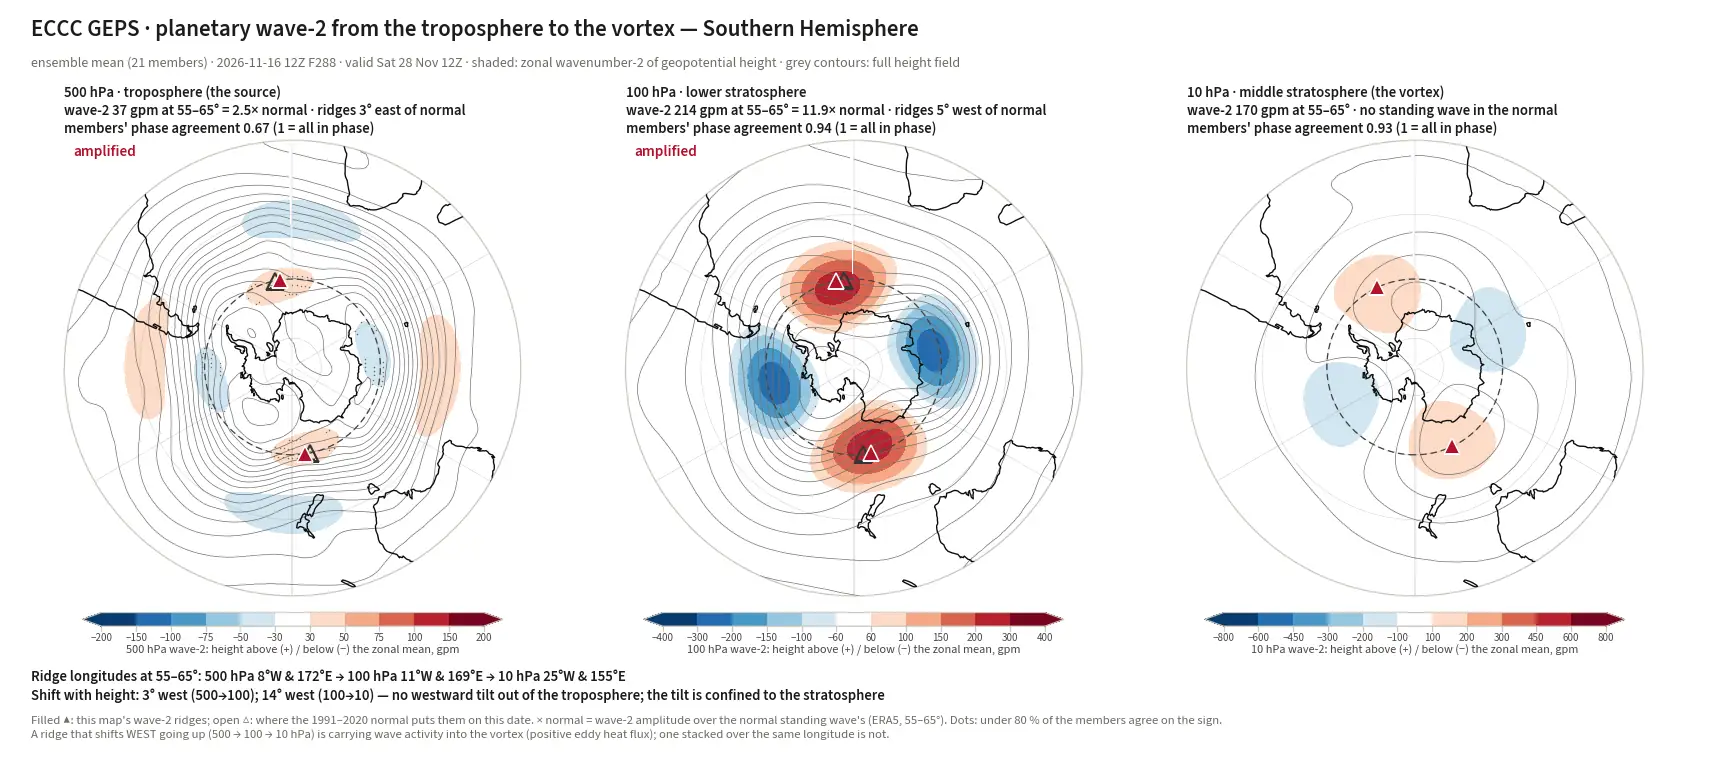 ECCC GEPS · planetary wave-2 from the troposphere to the vortex — Southern Hemisphere
ensemble mean (21 members) · 2026-11-16 12Z F288 · valid Sat 28 Nov 12Z · shaded: zonal wavenumber-2 of geopotential height · grey contours: full height field
500 hPa · troposphere (the source)
wave-2 37 gpm at 55–65° = 2.5× normal · ridges 3° east of normal
members' phase agreement 0.67 (1 = all in phase)
amplified
100 hPa · lower stratosphere
wave-2 214 gpm at 55–65° = 11.9× normal · ridges 5° west of normal
members' phase agreement 0.94 (1 = all in phase)
amplified
10 hPa · middle stratosphere (the vortex)
wave-2 170 gpm at 55–65° · no standing wave in the normal
members' phase agreement 0.93 (1 = all in phase)
−200 −150 −100 −75 −50 −30 30 50 75 100 150 200
500 hPa wave-2: height above (+) / below (−) the zonal mean, gpm
−400 −300 −200 −150 −100 −60 60 100 150 200 300 400
100 hPa wave-2: height above (+) / below (−) the zonal mean, gpm
−800 −600 −450 −300 −200 −100 100 200 300 450 600 800
10 hPa wave-2: height above (+) / below (−) the zonal mean, gpm
Ridge longitudes at 55–65°: 500 hPa 8°W & 172°E → 100 hPa 11°W & 169°E → 10 hPa 25°W & 155°E
Shift with height: 3° west (500→100); 14° west (100→10) — no westward tilt out of the troposphere; the tilt is confined to the stratosphere
Filled ▲: this map's wave-2 ridges; open △: where the 1991–2020 normal puts them on this date. × normal = wave-2 amplitude over the normal standing wave's (ERA5, 55–65°). Dots: under 80 % of the members agree on the sign.
A ridge that shifts WEST going up (500 → 100 → 10 hPa) is carrying wave activity into the vortex (positive eddy heat flux); one stacked over the same longitude is not.